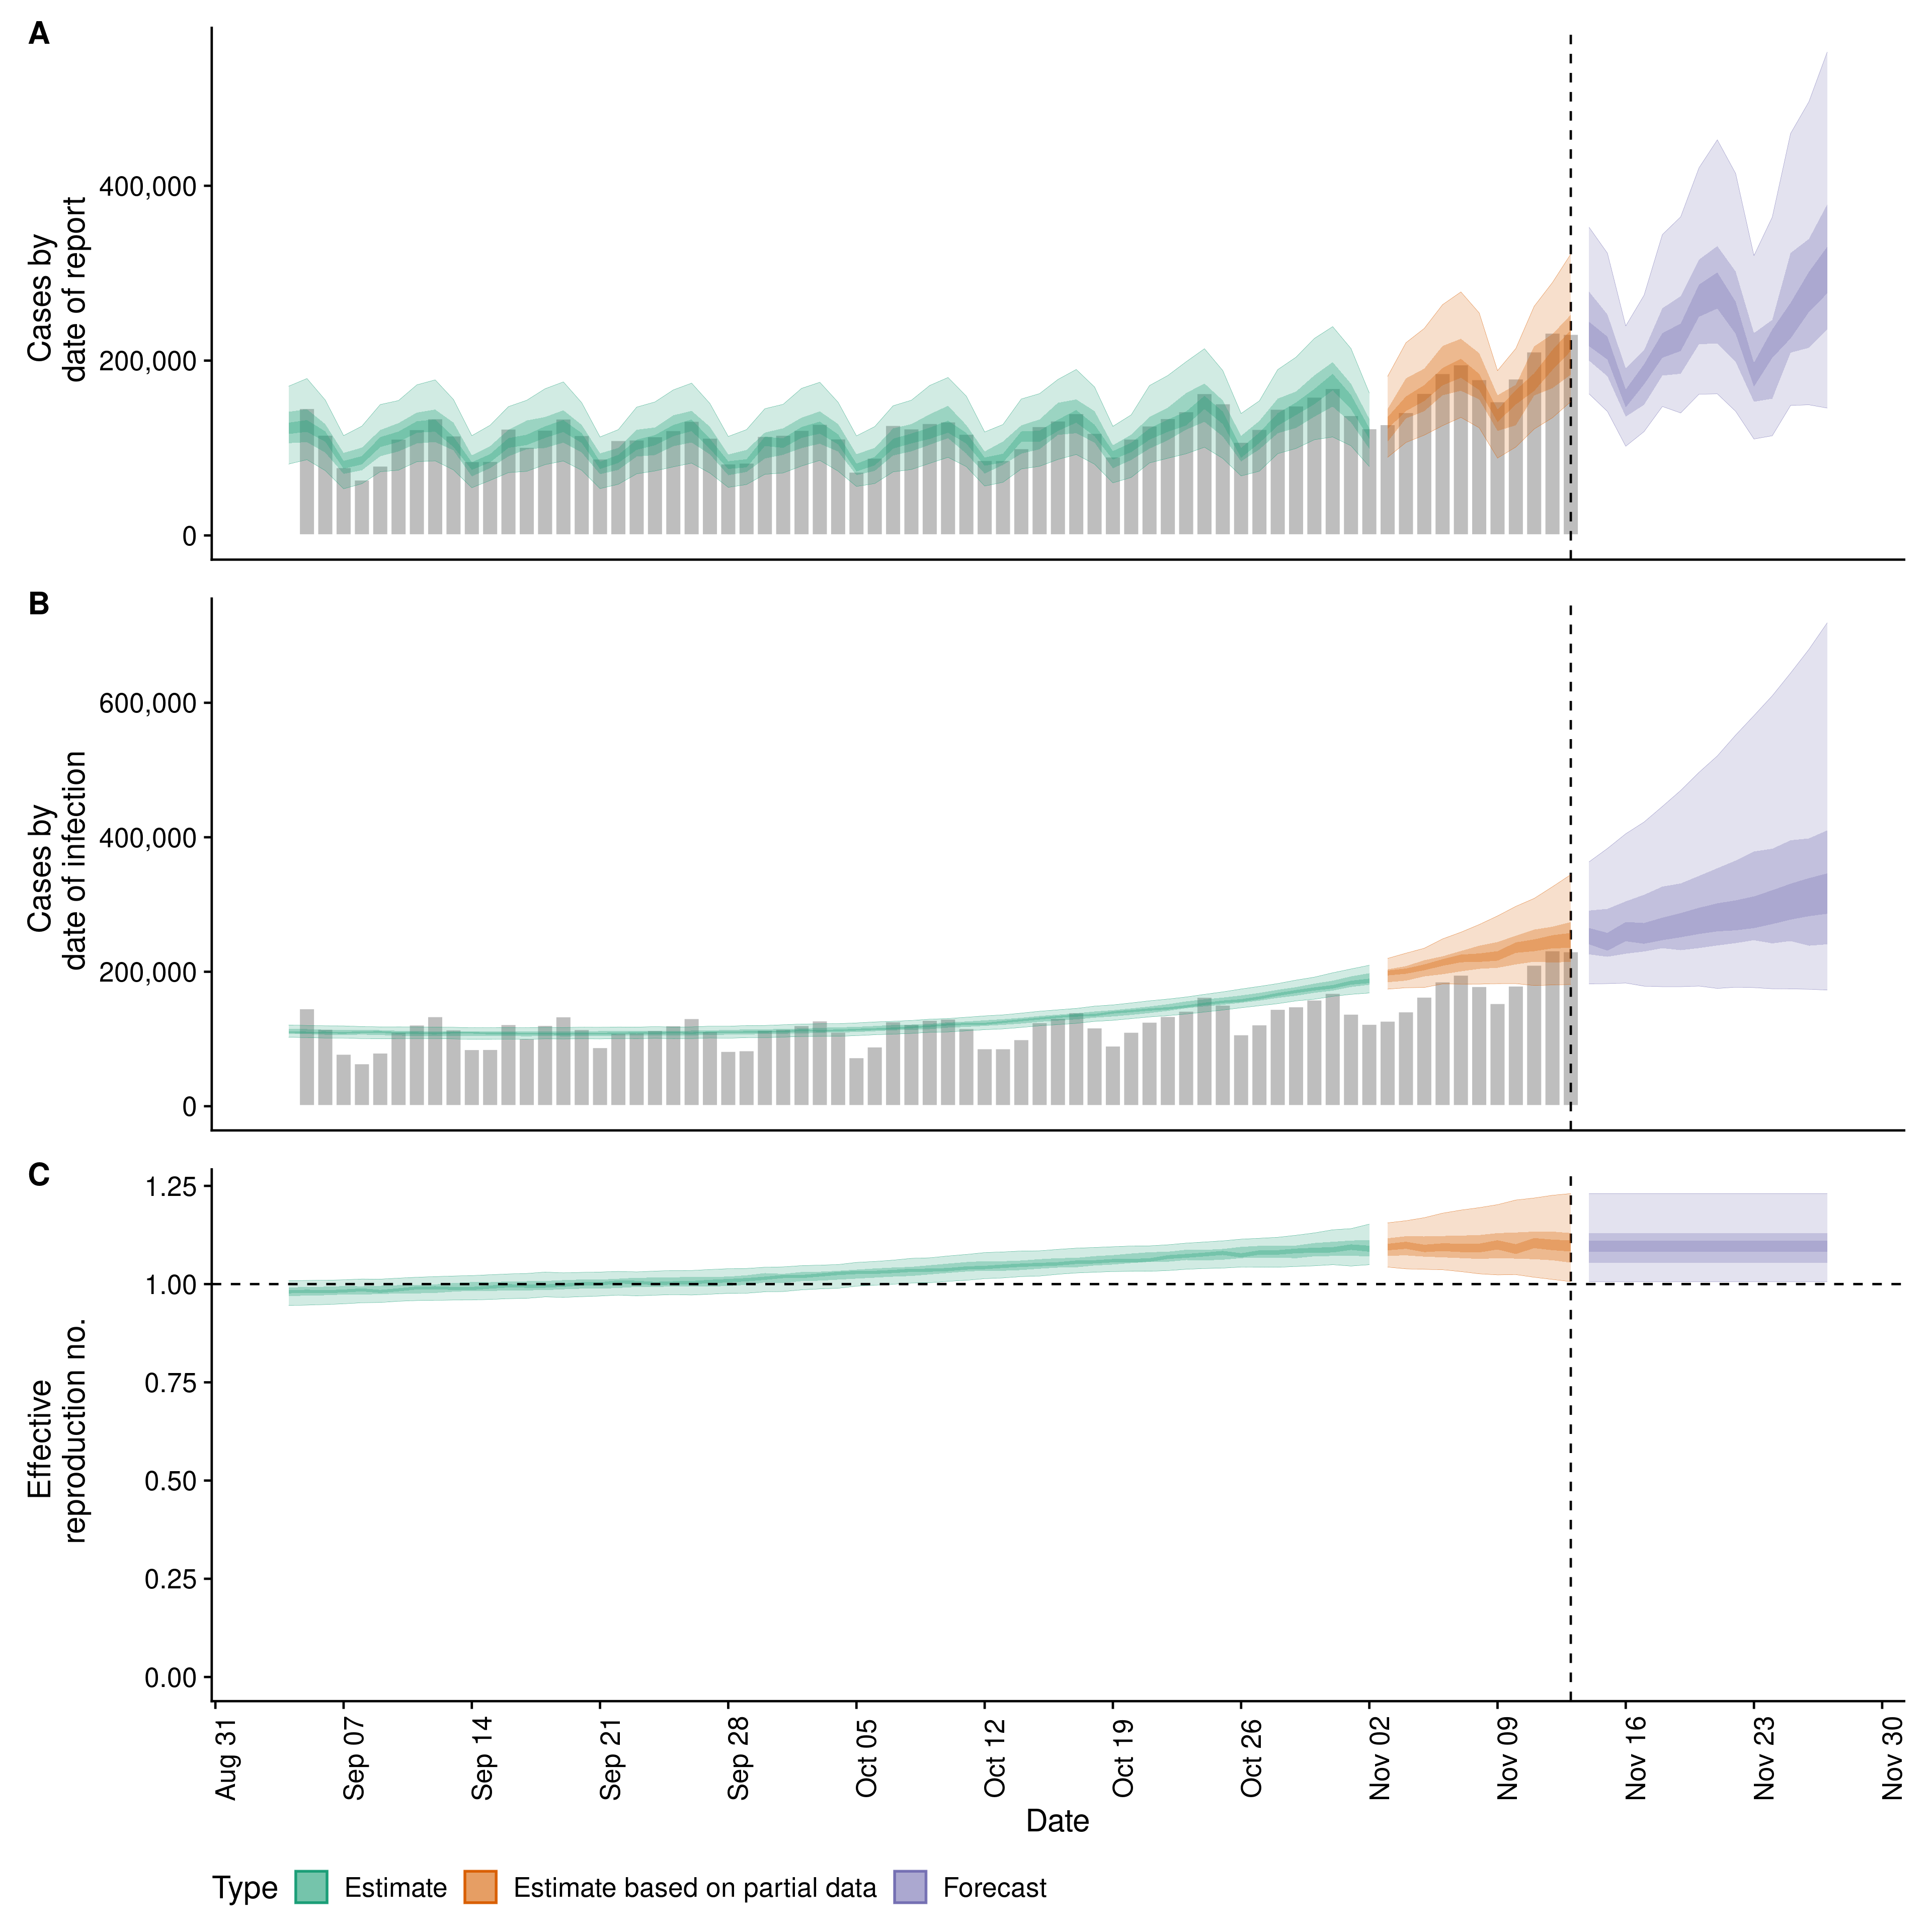 A
Cases by
date of report
400,000
200,000
0
B
Cases by
date of infection
600,000
400,000
200,000
0
C
Effective
reproduction no.
1.25
1.00
0.75
0.50
0.25
0.00
Aug 31
Sep 07
Sep 14
Sep 21
Sep 28
Oct 05
Oct 12
Oct 19
Oct 26
Nov 02
Nov 09
Nov 16
Nov 23
Nov 30
Date
Type Estimate Estimate based on partial data Forecast